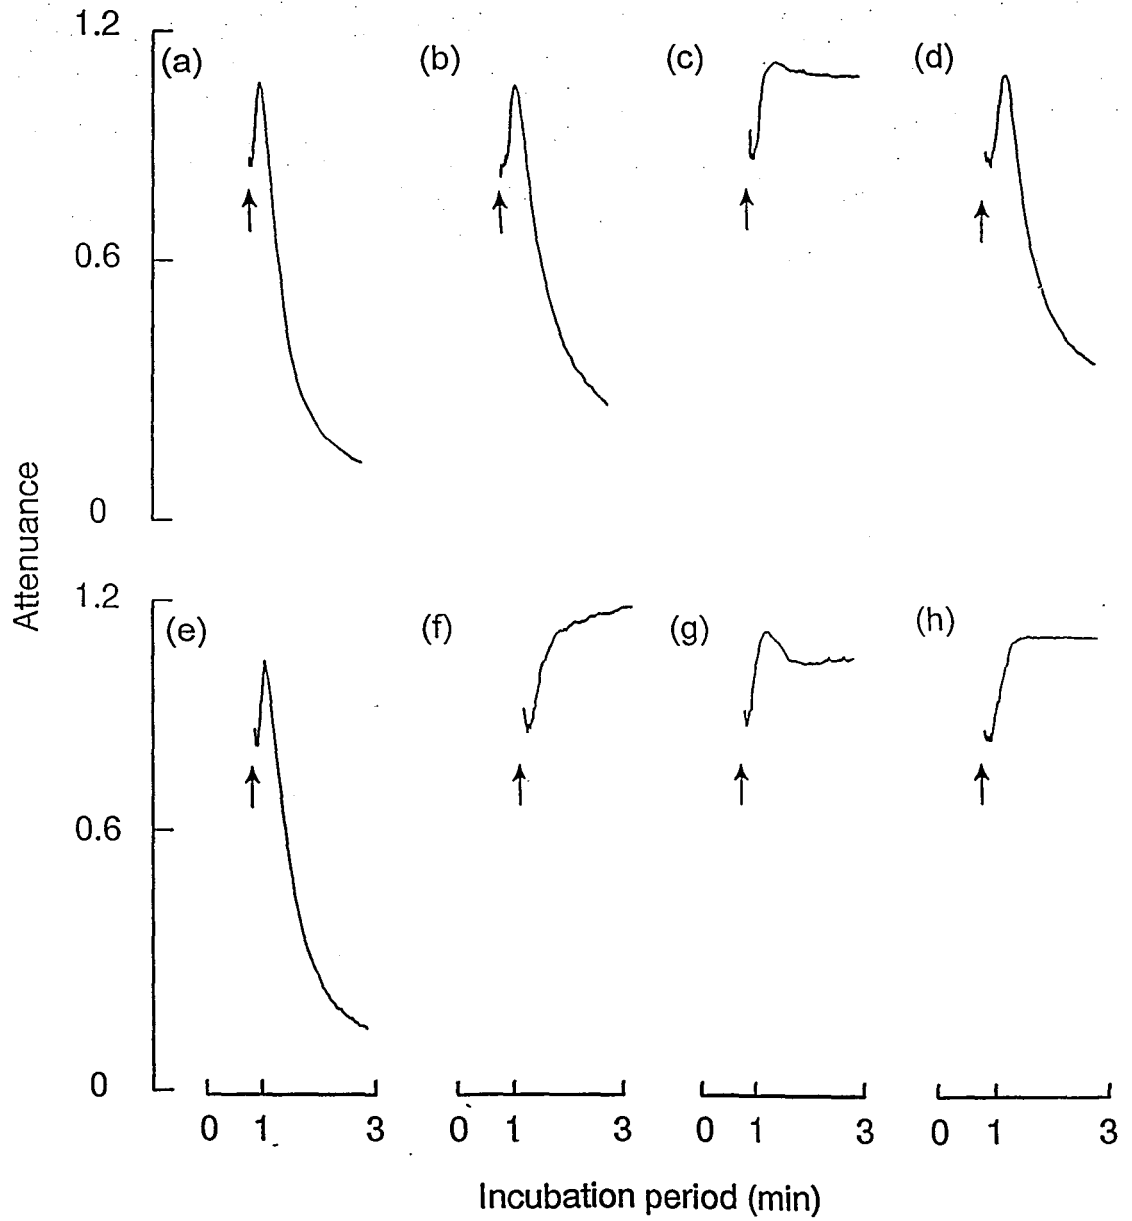 1.2
(a) (b) (c) (d)
0.6
0
Attenuance
1.2
(e) (f) (g) (h)
0.6
0
0 1 3 0 1 3 0 1 3 0 1 3
Incubation period (min)